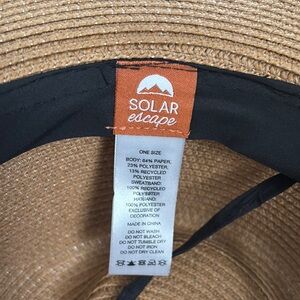 SOLAR
escape
ONE SIZE
BODY: 64% PAPER,
23% POLYESTER,
13% RECYCLED
POLYESTER
SWEATBAND:
100% RECYCLED
POLYESTER
HATBAND:
100% POLYESTER
EXCLUSIVE OF
DECORATION
MADE IN CHINA
DO NOT WASH
DO NOT BLEACH
DO NOT TUMBLE DRY
DO NOT IRON
DO NOT DRY CLEAN